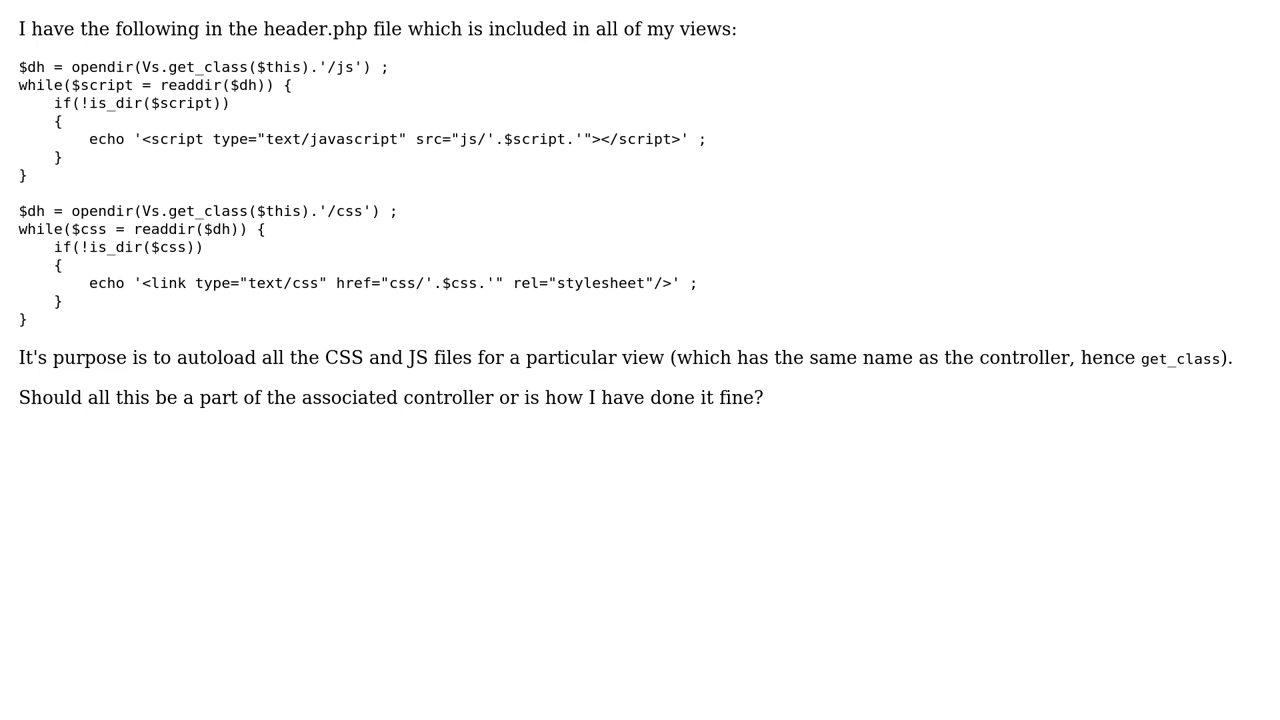 I have the following in the header.php file which is included in all of my views:
$dh = opendir(Vs.get_class($this).'/js') ;
while($script = readdir($dh)) {
    if(!is_dir($script))
    {
        echo '<script type="text/javascript" src="js/'.$script.'"></script>' ;
    }
}
$dh = opendir(Vs.get_class($this).'/css') ;
while($css = readdir($dh)) {
    if(!is_dir($css))
    {
        echo '<link type="text/css" href="css/'.$css.'" rel="stylesheet"/>' ;
    }
}
It's purpose is to autoload all the CSS and JS files for a particular view (which has the same name as the controller, hence get_class).
Should all this be a part of the associated controller or is how I have done it fine?